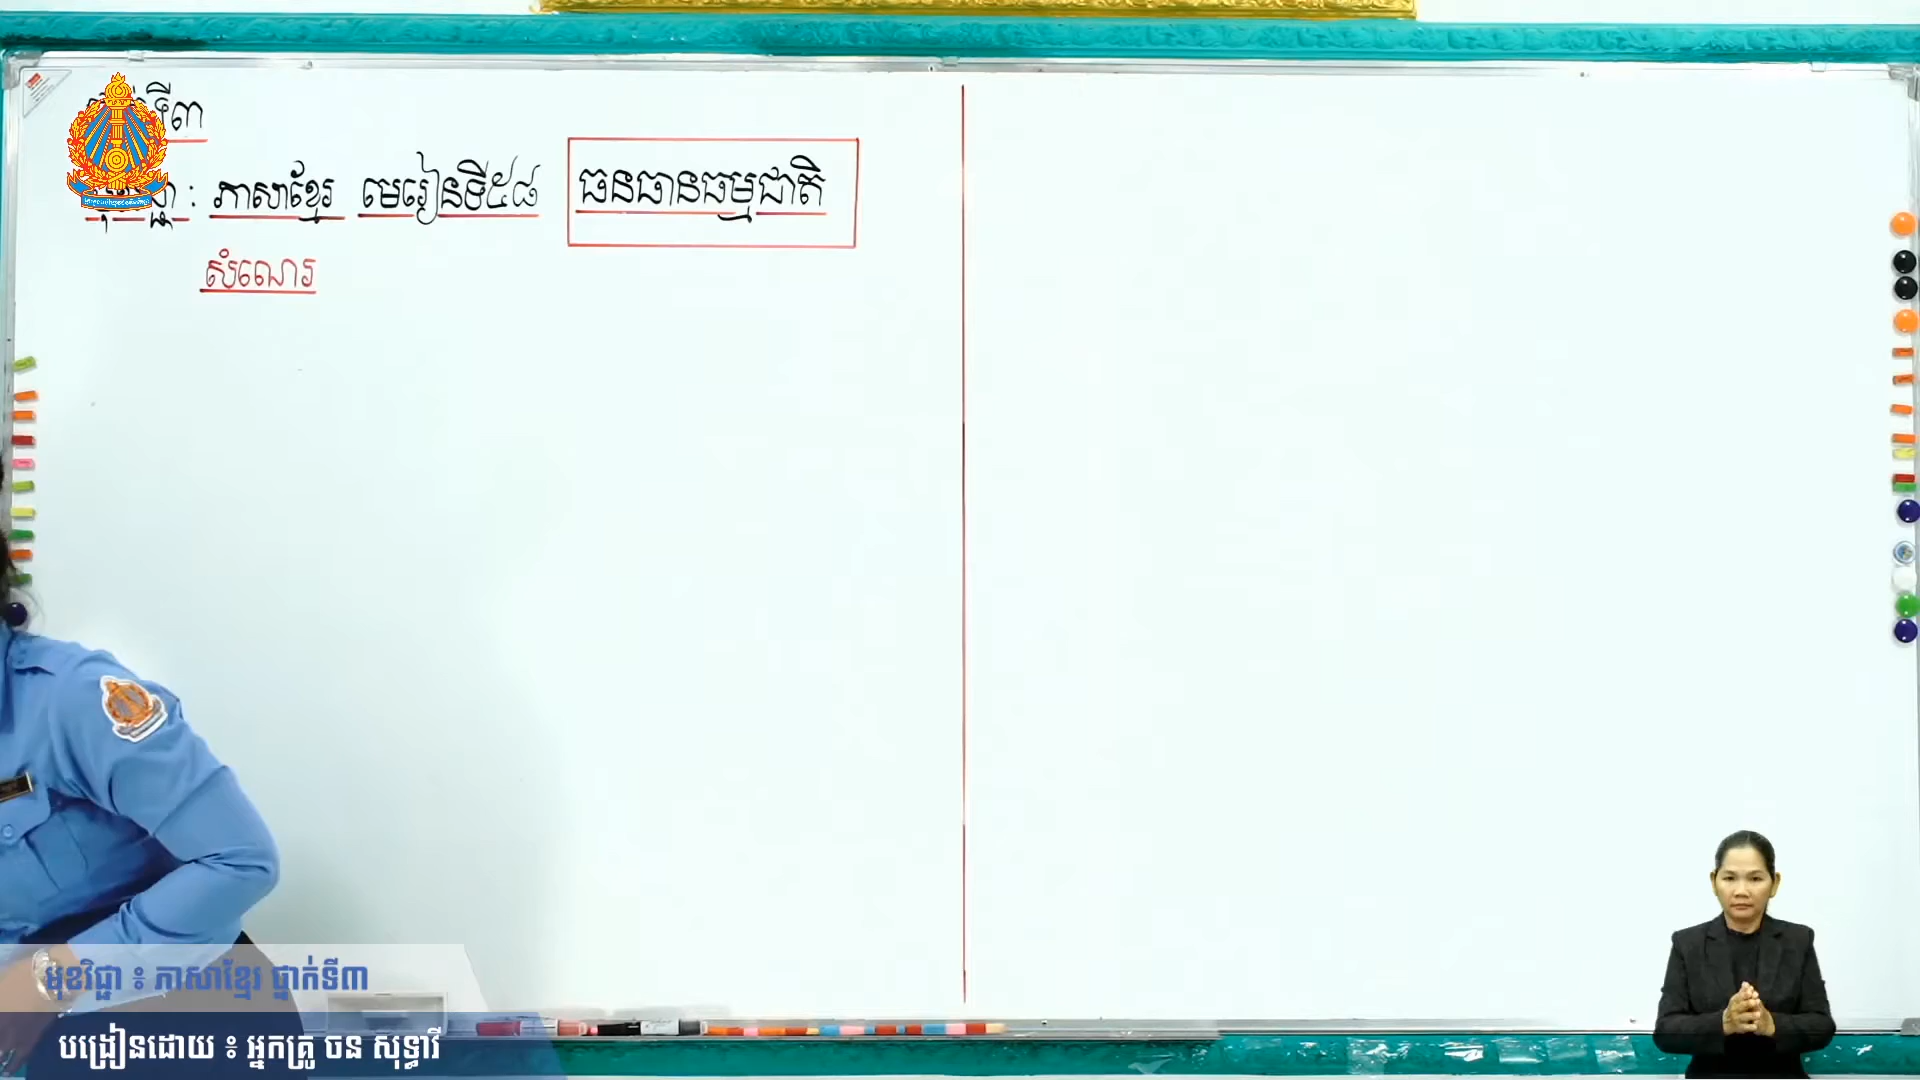 ទី៣
: ភាសាខ្មែរ មេរៀនទី៥៨ ធនធានធម្មជាតិ
សំណេរ
មុខវិជ្ជា ៖ ភាសាខ្មែរ ថ្នាក់ទី៣
បង្រៀនដោយ ៖ អ្នកគ្រូ ចន សុទ្ធាវី